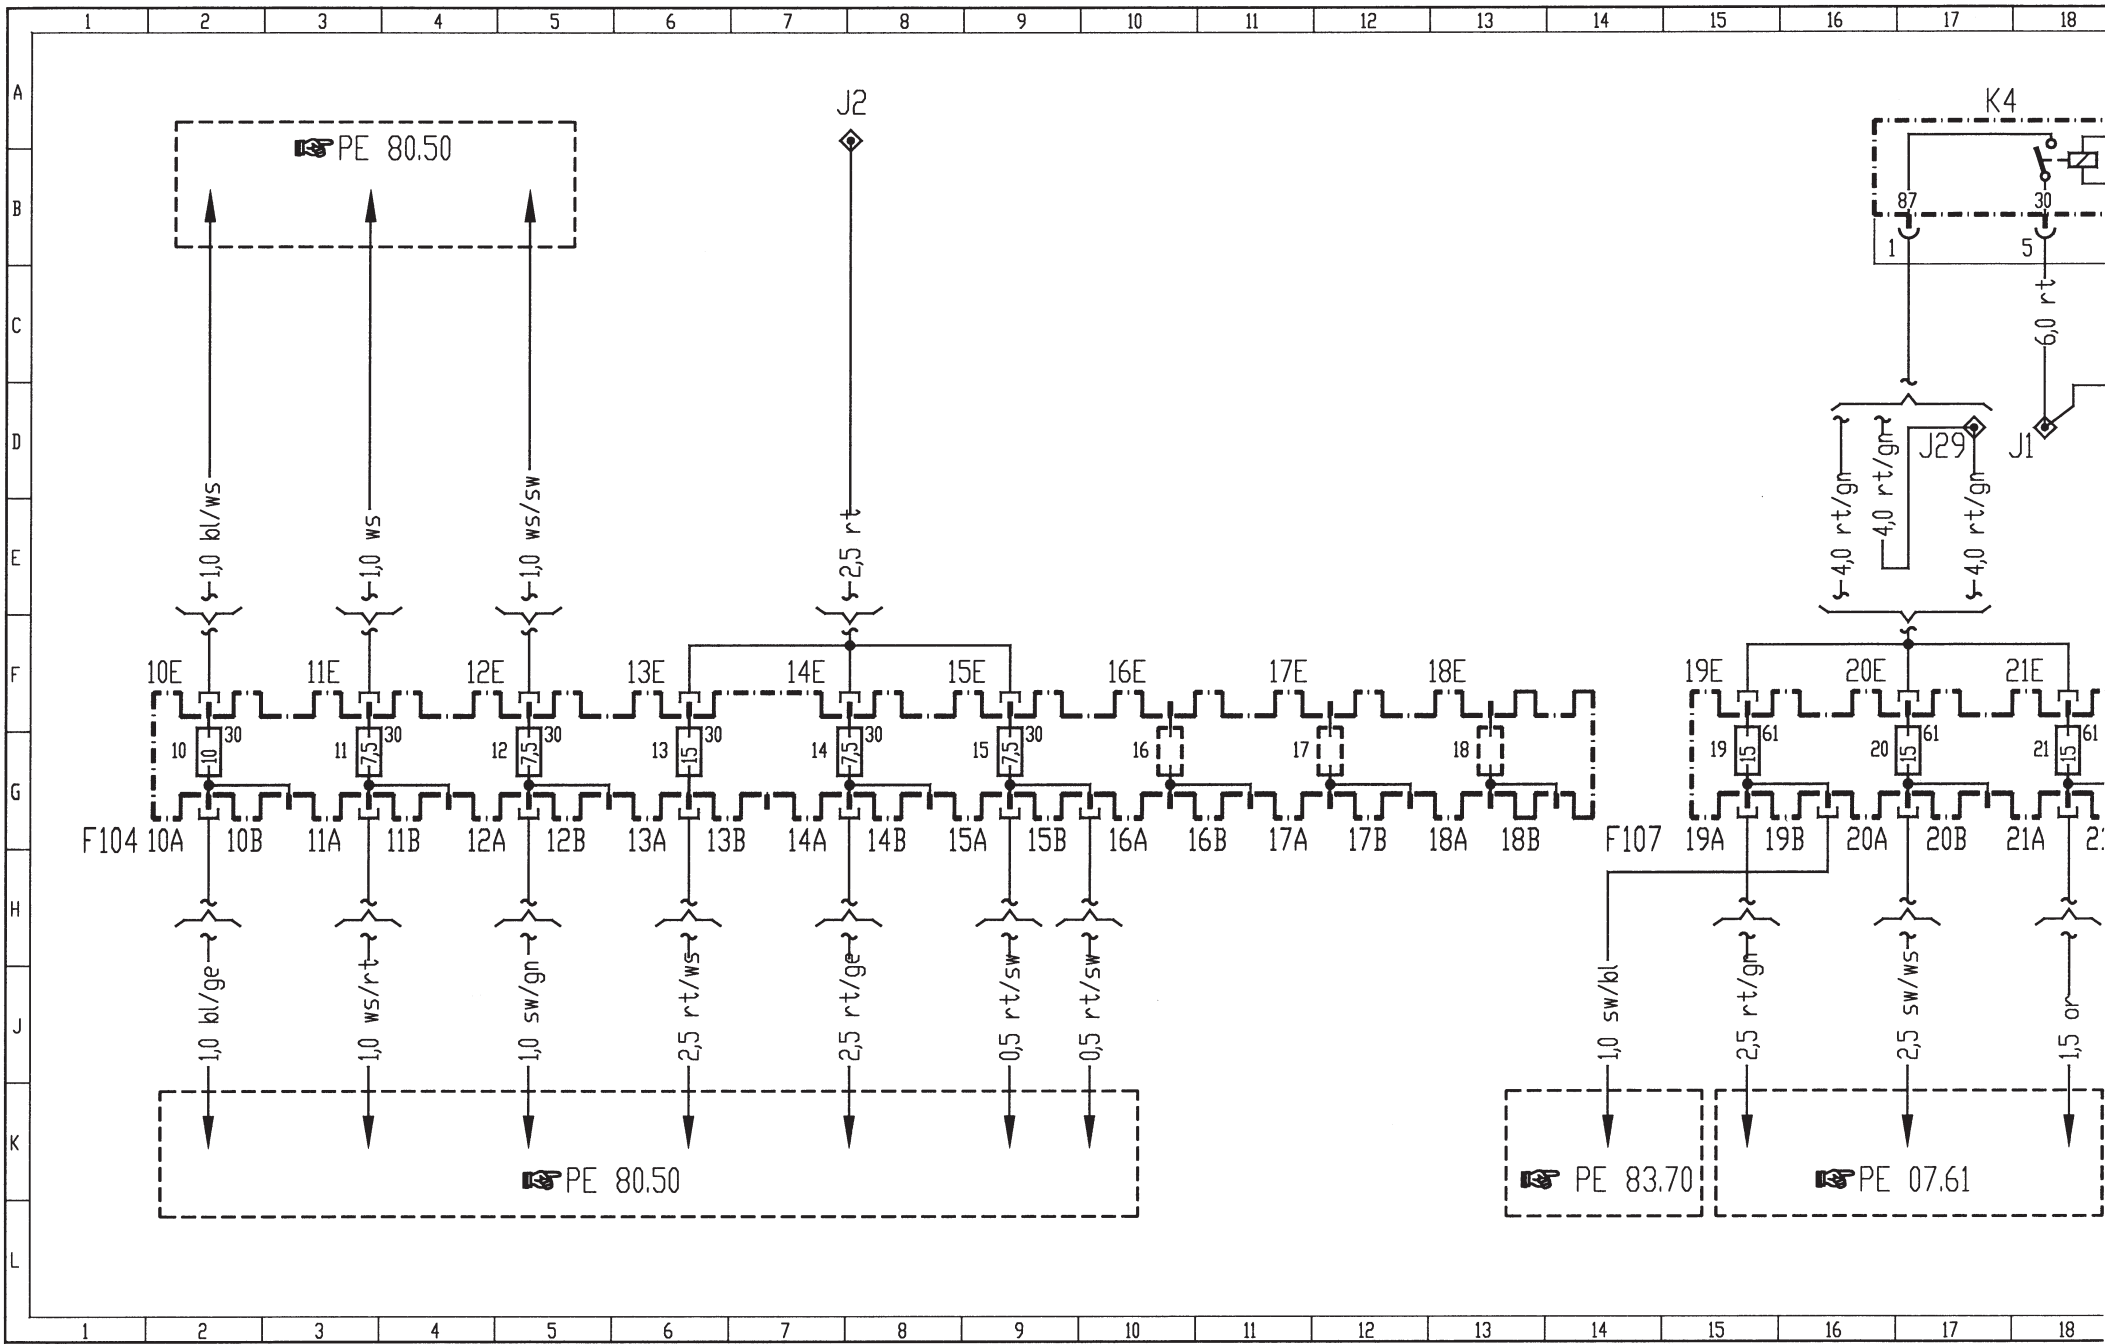 1 2 3 4 5 6 7 8 9 10 11 12 13 14 15 16 17 18
A
B
C
D
E
F
G
H
J
K
L
PE 80.50
J2
K4
87 30
1 5
6,0 rt
J29 J1
4,0 rt/gn
4,0 rt/gn
4,0 rt/gn
1,0 bl/ws
1,0 ws
1,0 ws/sw
2,5 rt
10E 11E 12E 13E 14E 15E 16E 17E 18E 19E 20E 21E
10 10 30
11 7,5 30
12 7,5 30
13 15 30
14 7,5 30
15 7,5 30
16
17
18
19 15 61
20 15 61
21 15 61
F104 10A 10B 11A 11B 12A 12B 13A 13B 14A 14B 15A 15B 16A 16B 17A 17B 18A 18B F107 19A 19B 20A 20B 21A
1,0 bl/ge
1,0 ws/rt
1,0 sw/gn
2,5 rt/ws
2,5 rt/ge
0,5 rt/sw
0,5 rt/sw
1,0 sw/bl
2,5 rt/gn
2,5 sw/ws
1,5 or
PE 80.50
PE 83.70
PE 07.61
1 2 3 4 5 6 7 8 9 10 11 12 13 14 15 16 17 18